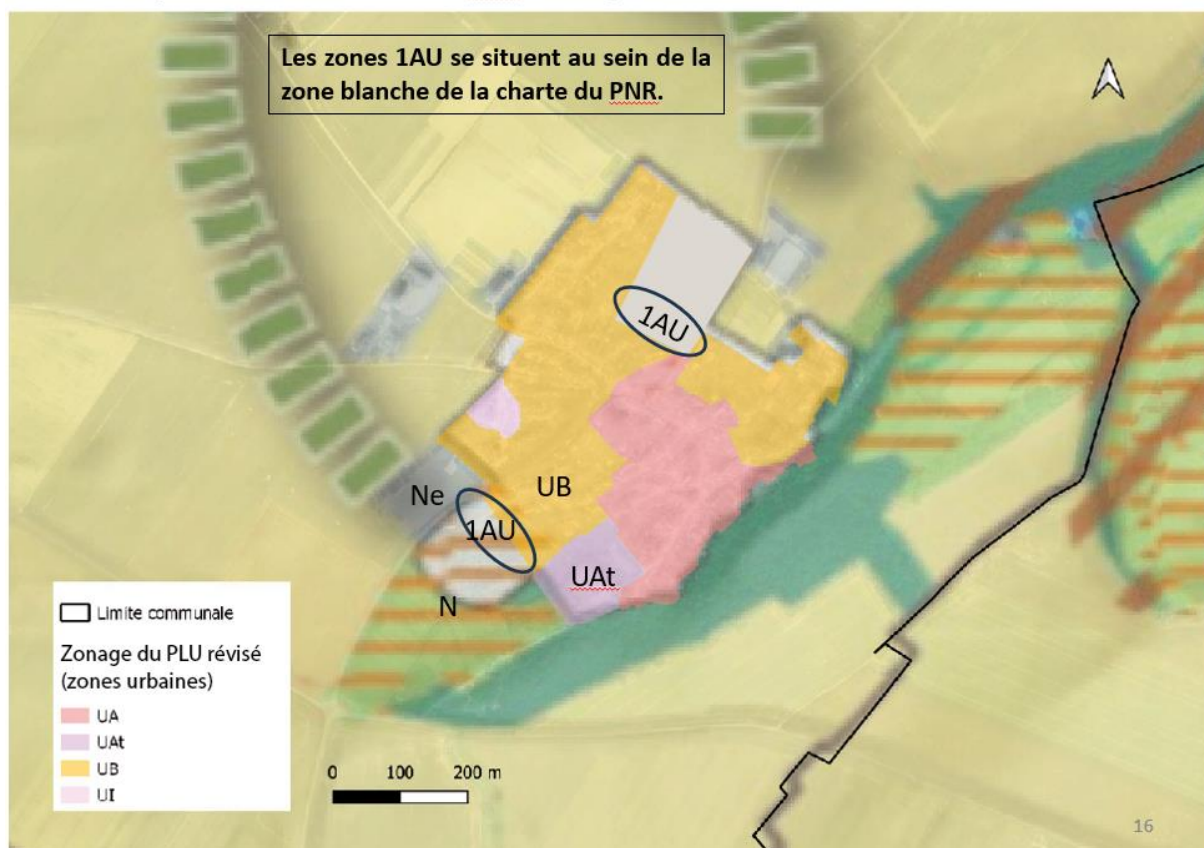 Les zones 1AU se situent au sein de la
zone blanche de la charte du PNR.
1AU
Ne
UB
1AU
UAt
N
Limite communale
Zonage du PLU révisé
(zones urbaines)
UA
UAt
UB
UI
0 100 200 m
16